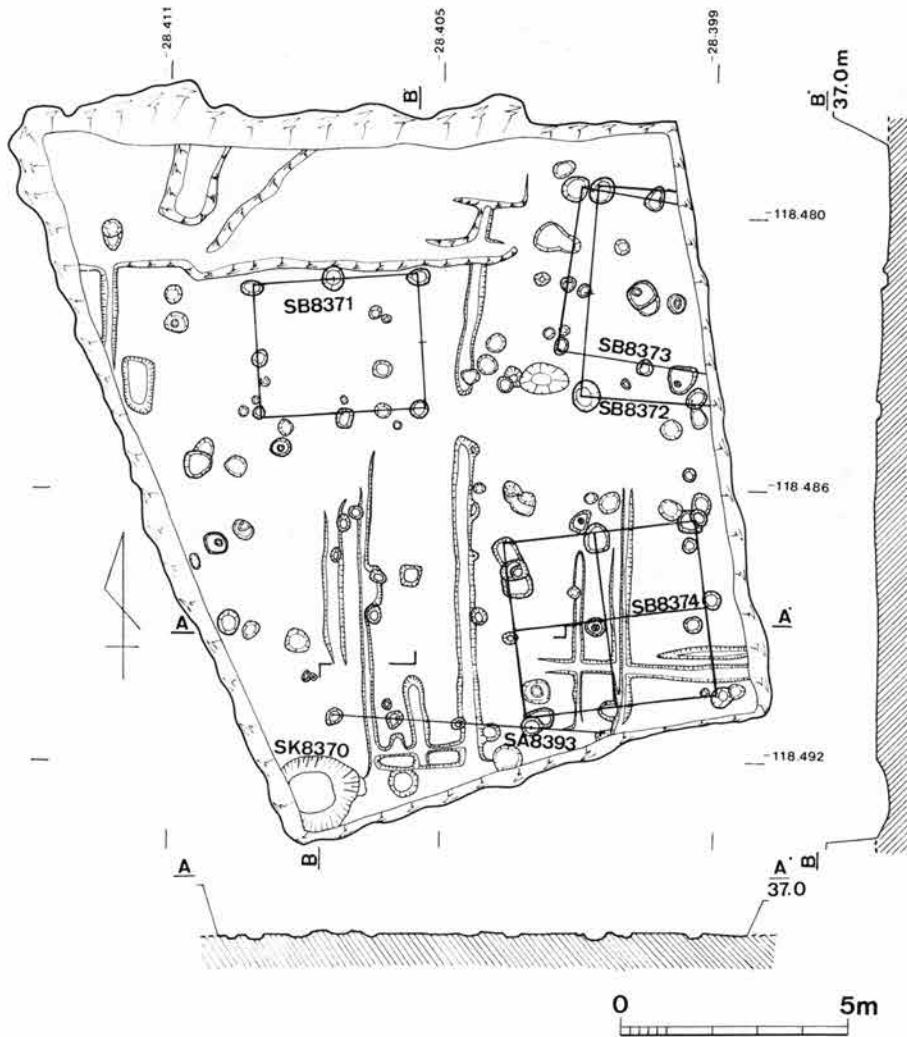 -28.411
-28.405
-28.399
B'
B'
37.0m
-118.480
SB8371
SB8373
SB8372
-118.486
SB8374
A
A'
SA8393
SK8370
-118.492
B
B
A
A'
37.0
0
5m